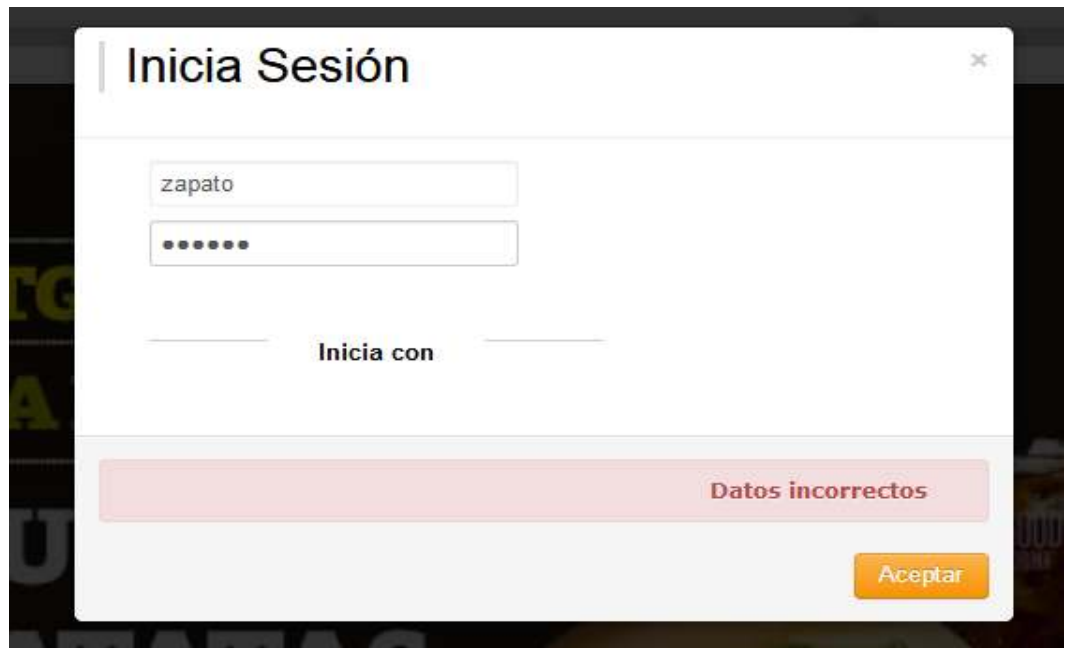 Inicia Sesión
×
zapato
••••••
Inicia con
Datos incorrectos
Aceptar